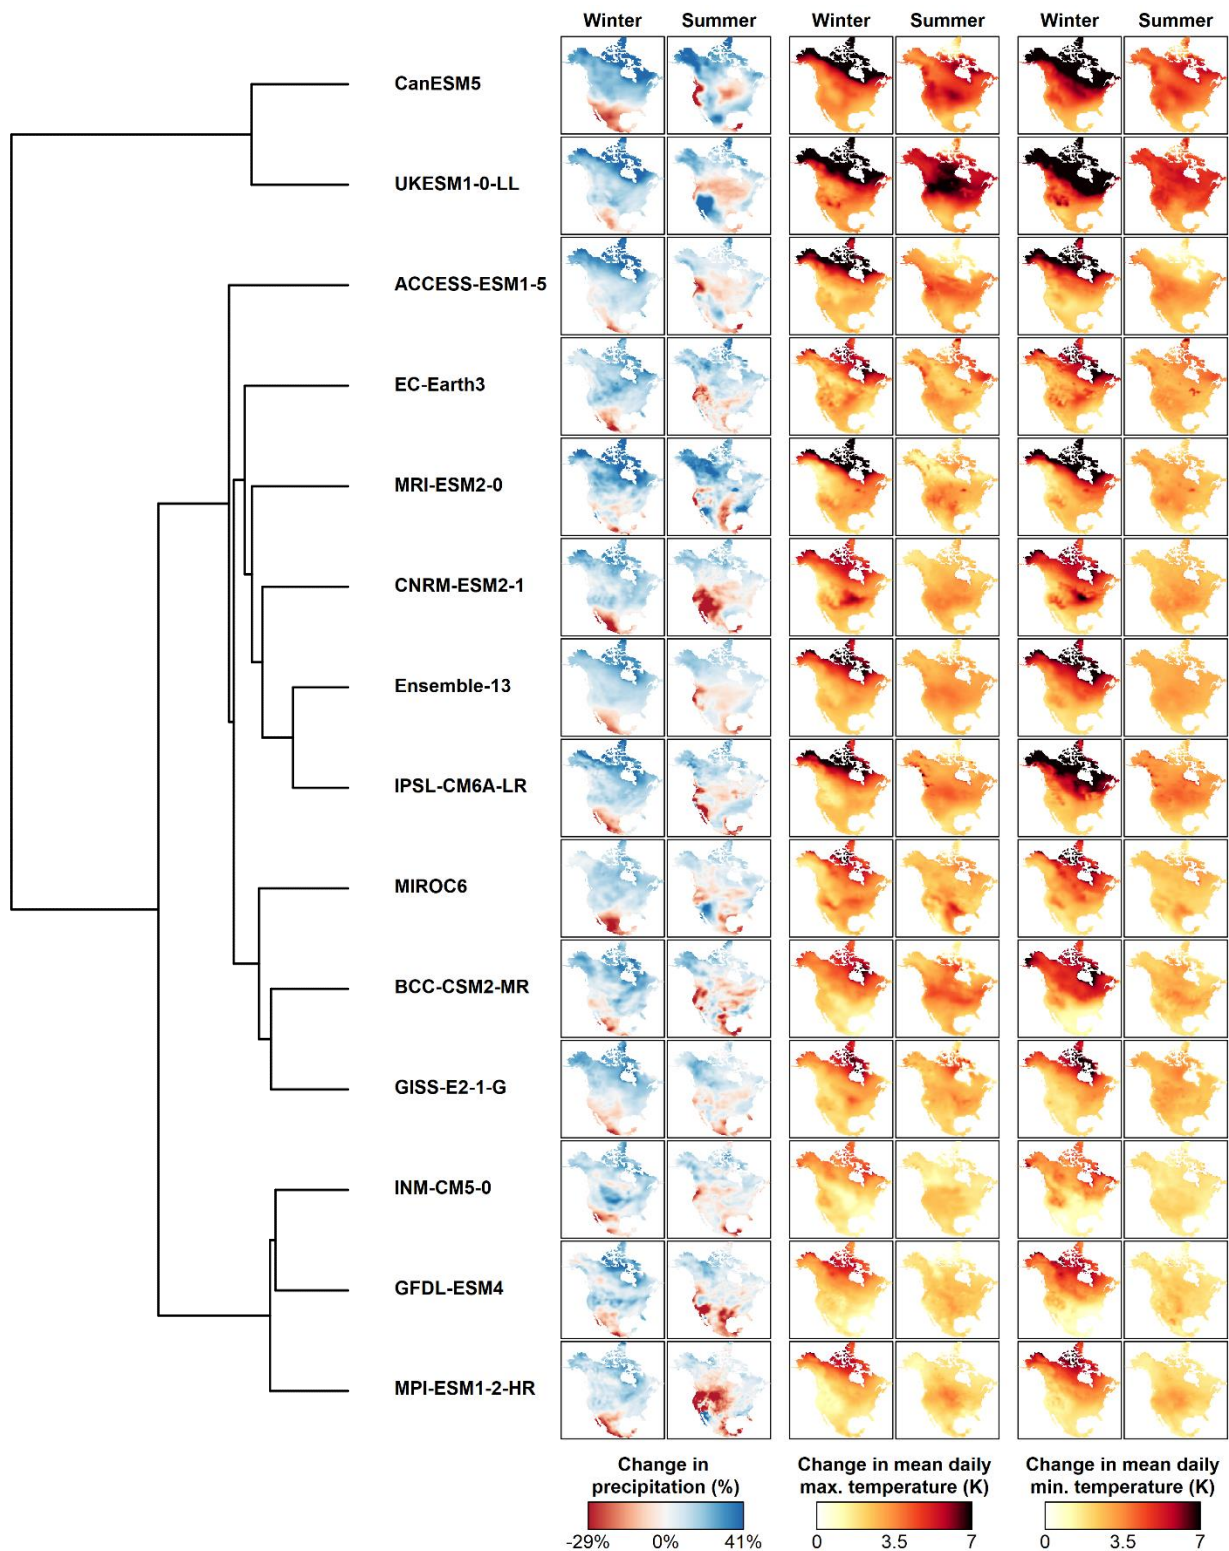 Winter Summer Winter Summer Winter Summer
CanESM5
UKESM1-0-LL
ACCESS-ESM1-5
EC-Earth3
MRI-ESM2-0
CNRM-ESM2-1
Ensemble-13
IPSL-CM6A-LR
MIROC6
BCC-CSM2-MR
GISS-E2-1-G
INM-CM5-0
GFDL-ESM4
MPI-ESM1-2-HR
Change in
precipitation (%)
-29% 0% 41%
Change in mean daily
max. temperature (K)
0 3.5 7
Change in mean daily
min. temperature (K)
0 3.5 7